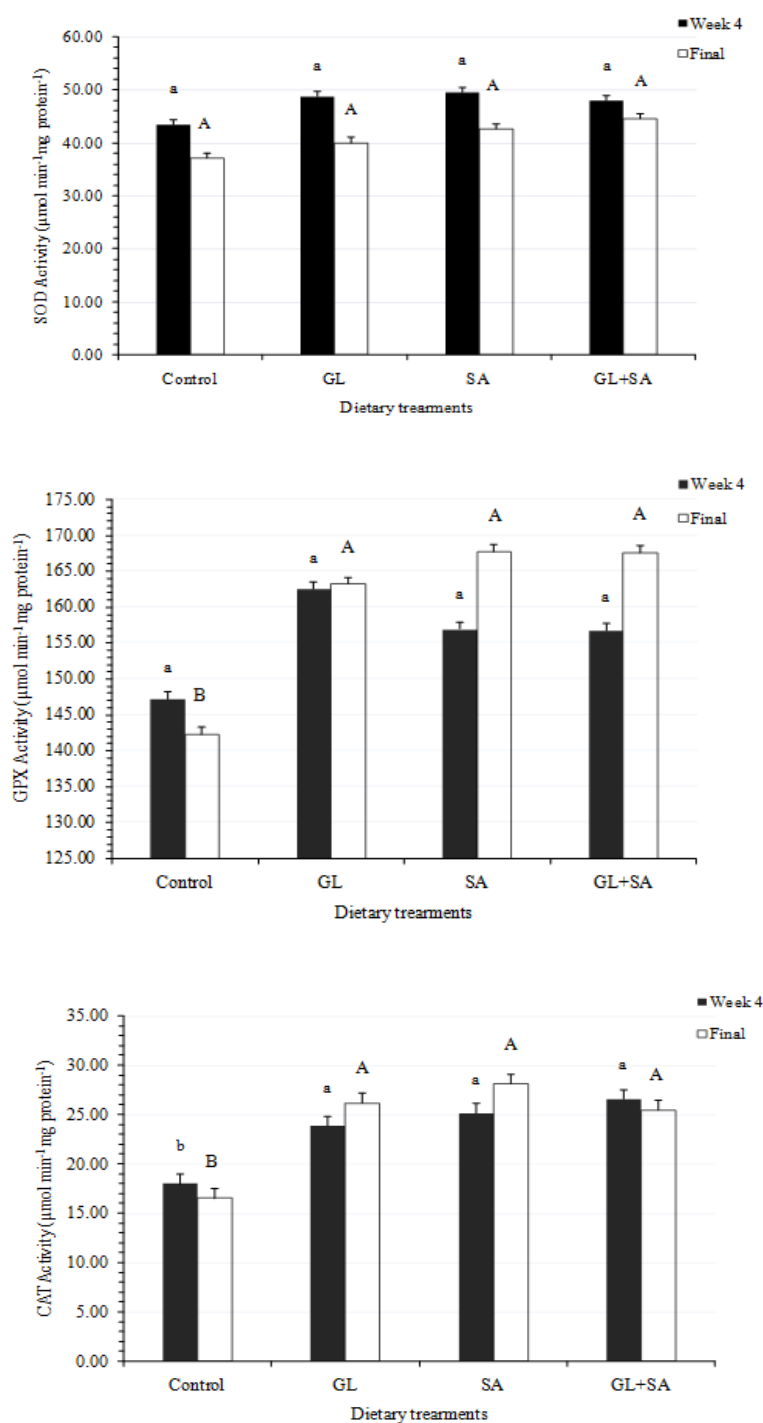 Week 4
Final
60.00
50.00
40.00
30.00
20.00
10.00
0.00
SOD Activity (µmol min⁻¹mg protein⁻¹)
a A a A a A a A
Control GL SA GL+SA
Dietary trearments
Week 4
Final
175.00
170.00
165.00
160.00
155.00
150.00
145.00
140.00
135.00
130.00
125.00
GPX Activity (µmol min⁻¹mg protein⁻¹)
a B a A a A a A
Control GL SA GL+SA
Dietary trearments
Week 4
Final
35.00
30.00
25.00
20.00
15.00
10.00
5.00
0.00
CAT Activity (µmol min⁻¹mg protein⁻¹)
b B a A a A a A
Control GL SA GL+SA
Dietary trearments